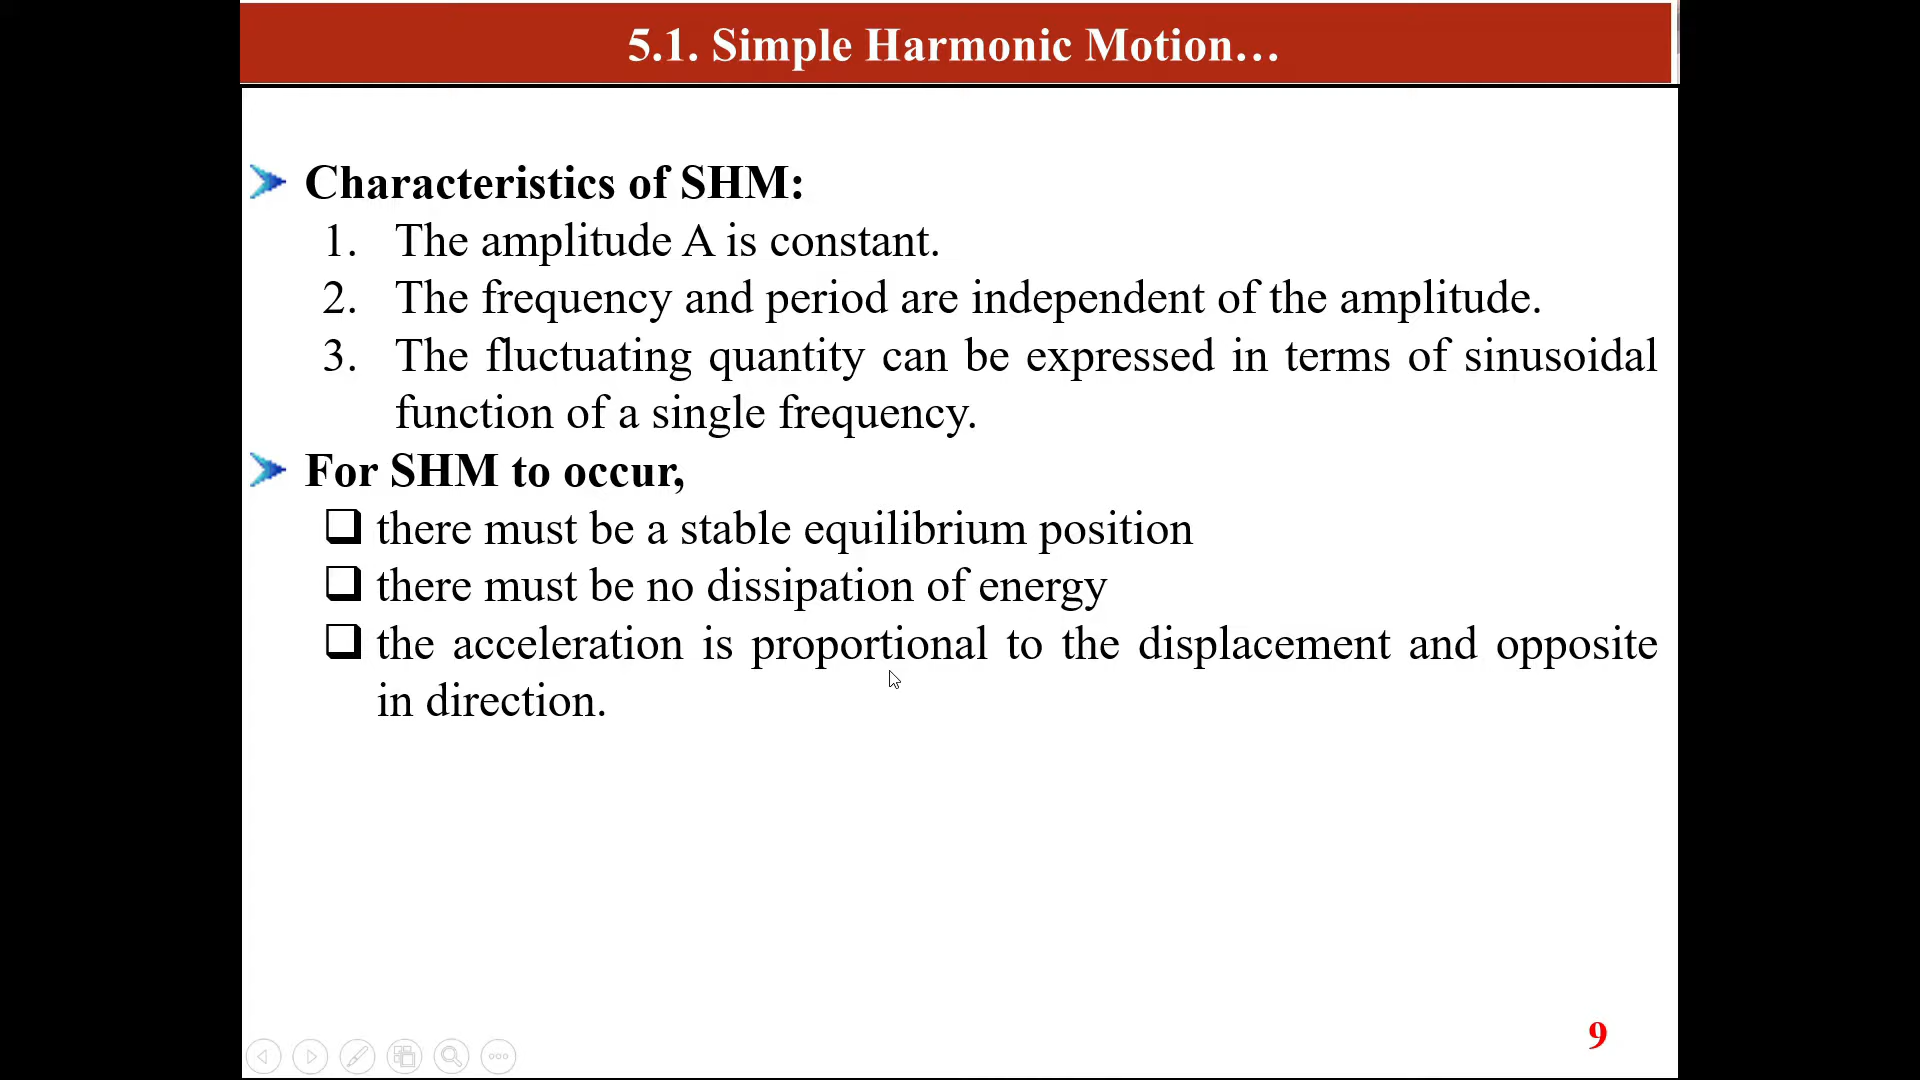 5.1. Simple Harmonic Motion…
Characteristics of SHM:
1. The amplitude A is constant.
2. The frequency and period are independent of the amplitude.
3. The fluctuating quantity can be expressed in terms of sinusoidal
function of a single frequency.
For SHM to occur,
❑ there must be a stable equilibrium position
❑ there must be no dissipation of energy
❑ the acceleration is proportional to the displacement and opposite
in direction.
9